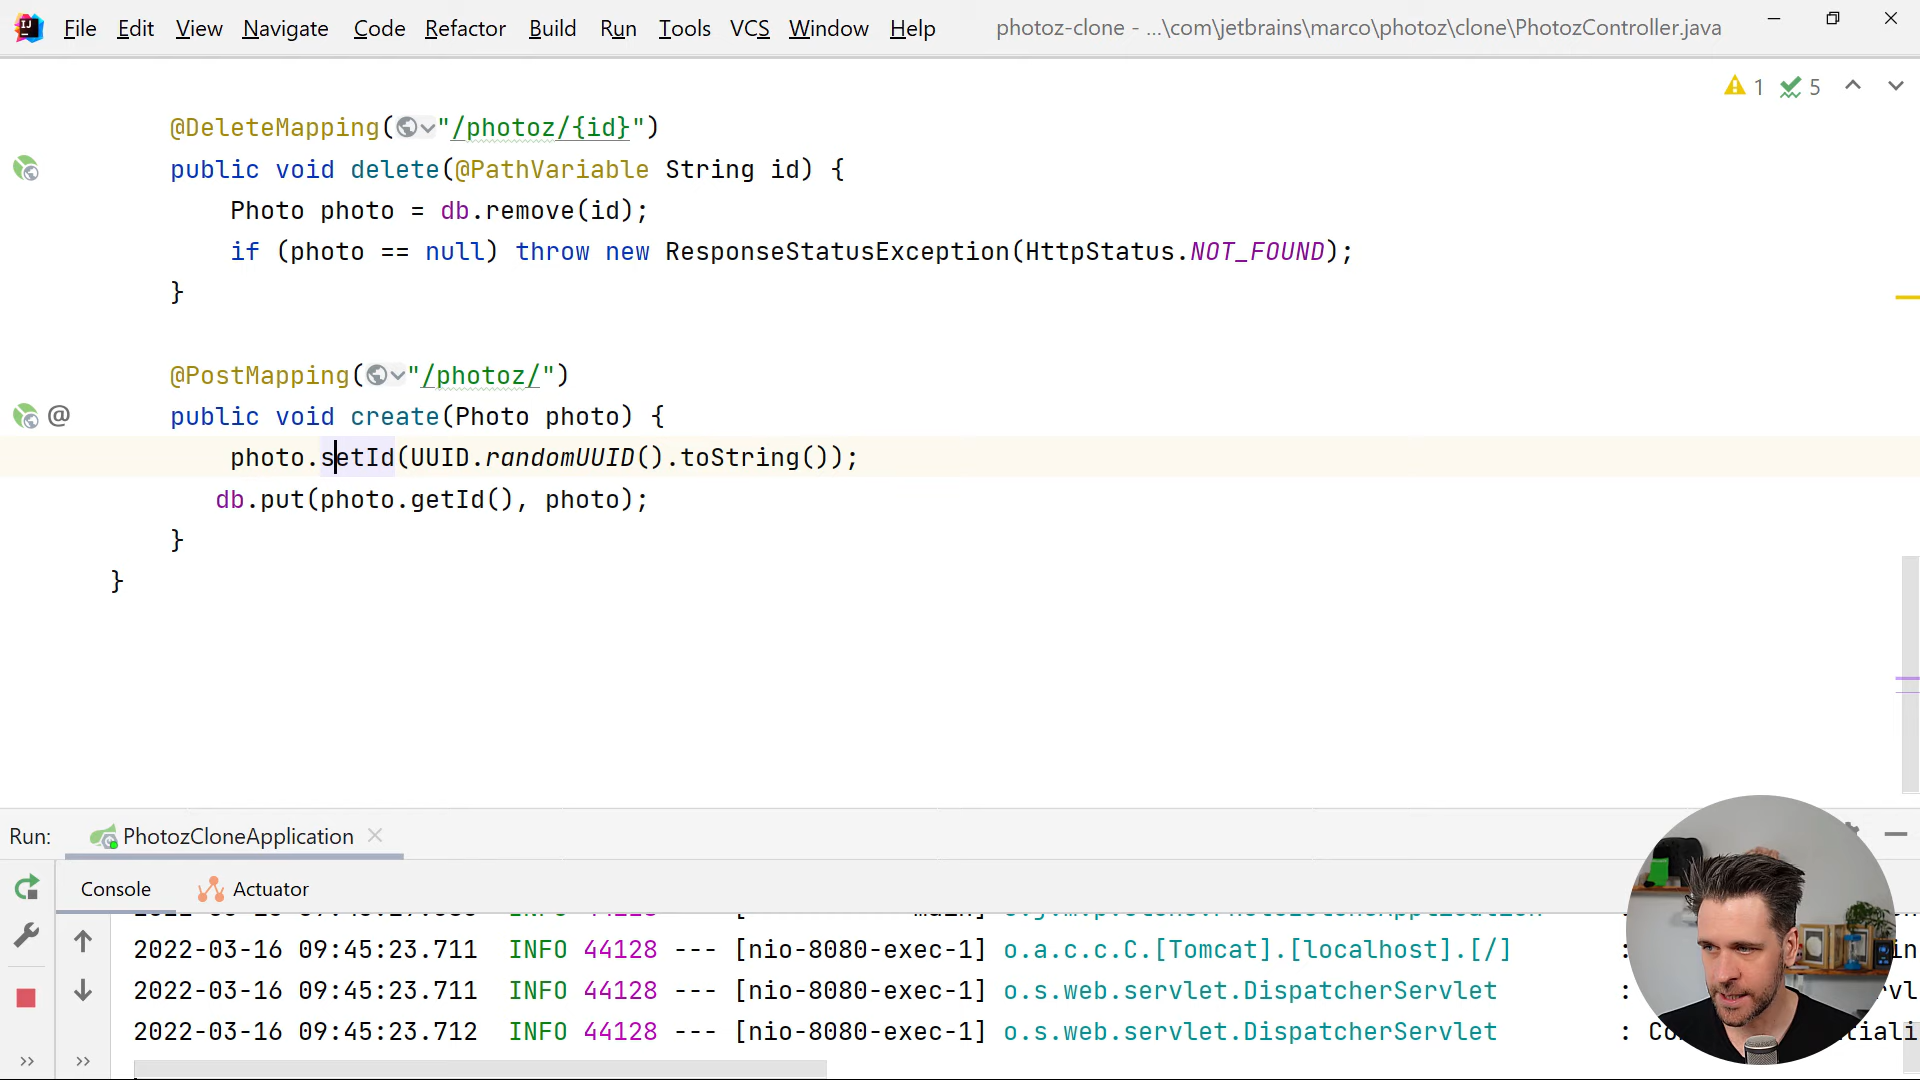 File Edit View Navigate Code Refactor Build Run Tools VCS Window Help photoz-clone - ...\com\jetbrains\marco\photoz\clone\PhotozController.java
1 5
@DeleteMapping("/photoz/{id}")
public void delete(@PathVariable String id) {
Photo photo = db.remove(id);
if (photo == null) throw new ResponseStatusException(HttpStatus.NOT_FOUND);
}
@PostMapping("/photoz/")
@ public void create(Photo photo) {
photo.setId(UUID.randomUUID().toString());
db.put(photo.getId(), photo);
}
}
Run: PhotozCloneApplication
Console Actuator
2022-03-16 09:45:23.711 INFO 44128 --- [nio-8080-exec-1] o.a.c.c.C.[Tomcat].[localhost].[/] :
2022-03-16 09:45:23.711 INFO 44128 --- [nio-8080-exec-1] o.s.web.servlet.DispatcherServlet :
2022-03-16 09:45:23.712 INFO 44128 --- [nio-8080-exec-1] o.s.web.servlet.DispatcherServlet :